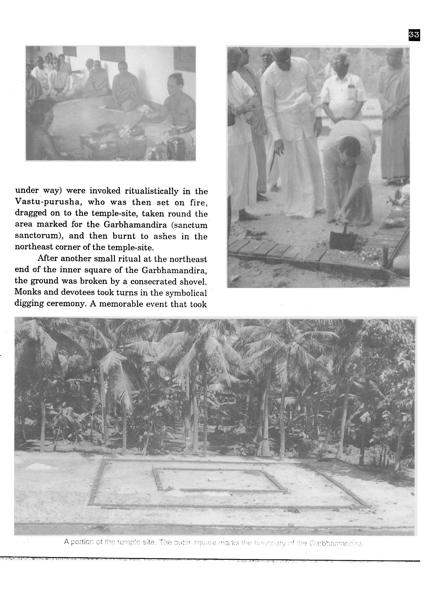 33
under way) were invoked ritualistically in the
Vastu-purusha, who was then set on fire,
dragged on to the temple-site, taken round the
area marked for the Garbhamandira (sanctum
sanctorum), and then burnt to ashes in the
northeast corner of the temple-site.
After another small ritual at the northeast
end of the inner square of the Garbhamandira,
the ground was broken by a consecrated shovel.
Monks and devotees took turns in the symbolical
digging ceremony. A memorable event that took
A portion of the temple site. The outer square marks the boundary of the Garbhamandira.